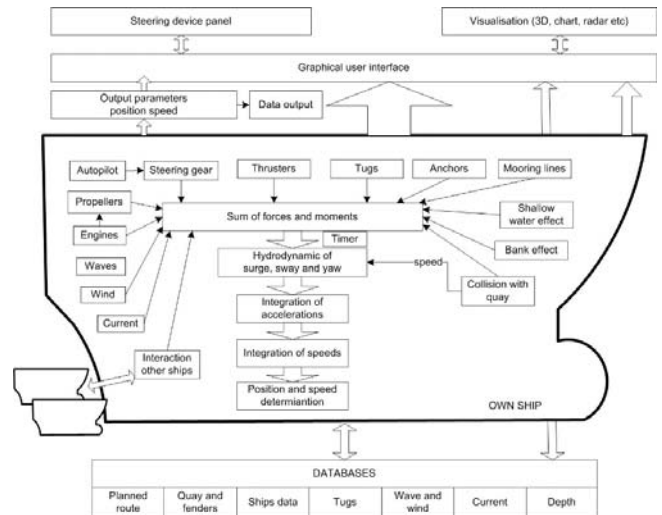 Steering device panel
Visualisation (3D, chart, radar etc)
Graphical user interface
Output parameters
position speed
Data output
Autopilot
Steering gear
Thrusters
Tugs
Anchors
Mooring lines
Propellers
Sum of forces and moments
Shallow
water effect
Engines
Timer
Bank effect
Waves
Hydrodynamic of
surge, sway and yaw
speed
Wind
Collision with
quay
Integration of
accelerations
Current
Integration of speeds
Interaction
other ships
Position and speed
determiantion
OWN SHIP
DATABASES
Planned
route
Quay and
fenders
Ships data
Tugs
Wave and
wind
Current
Depth